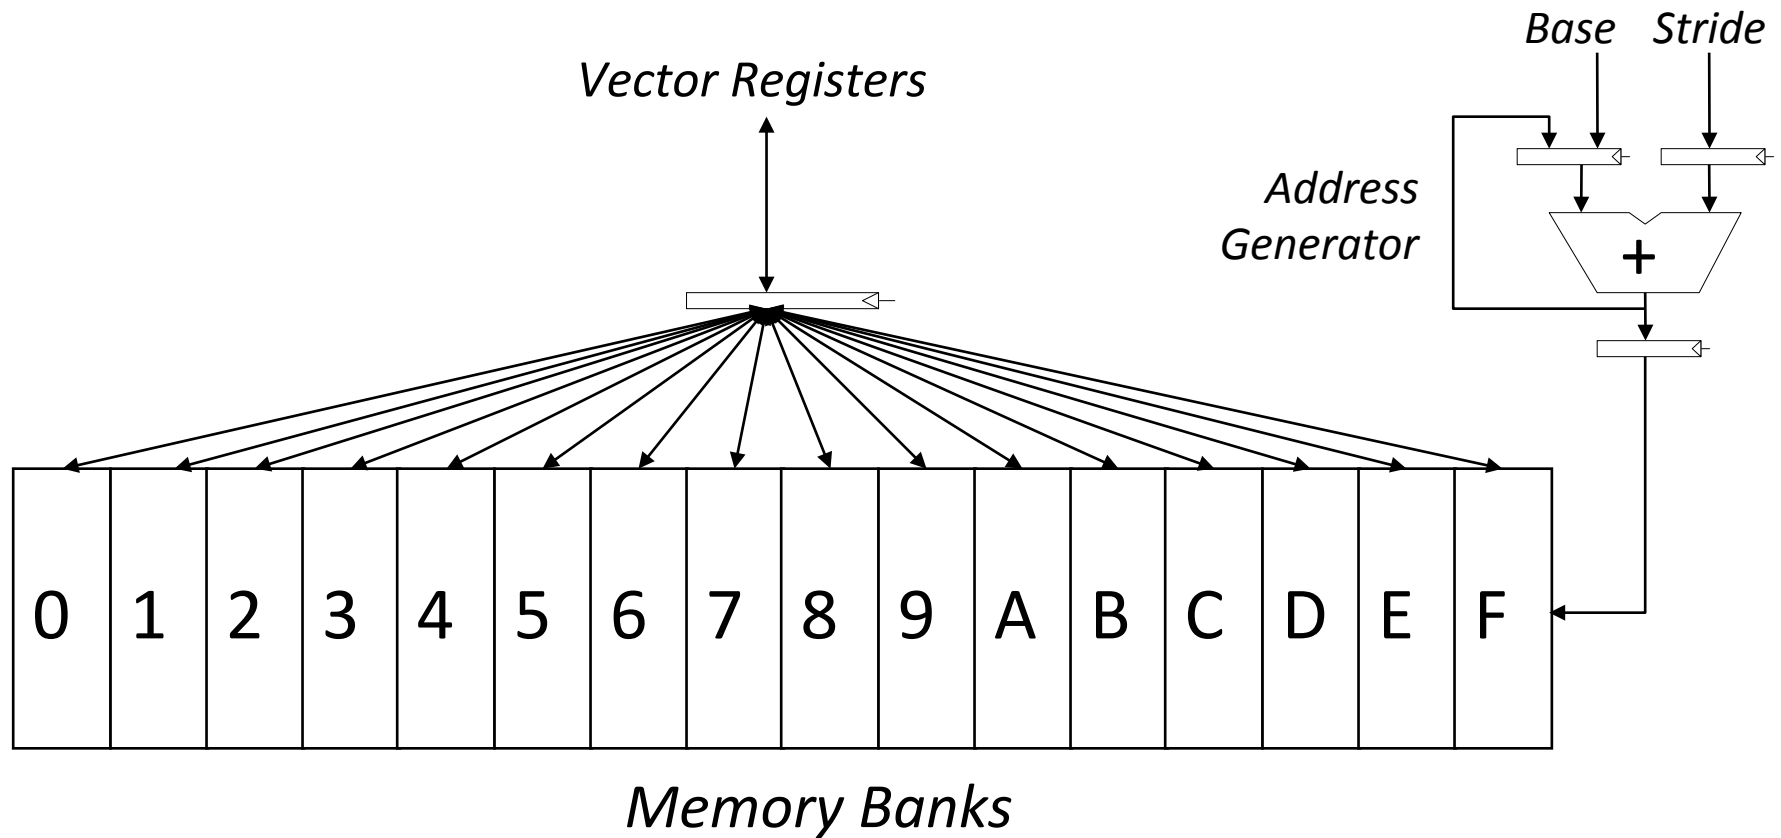 Base Stride
Vector Registers
Address
Generator
+
0 1 2 3 4 5 6 7 8 9 A B C D E F
Memory Banks